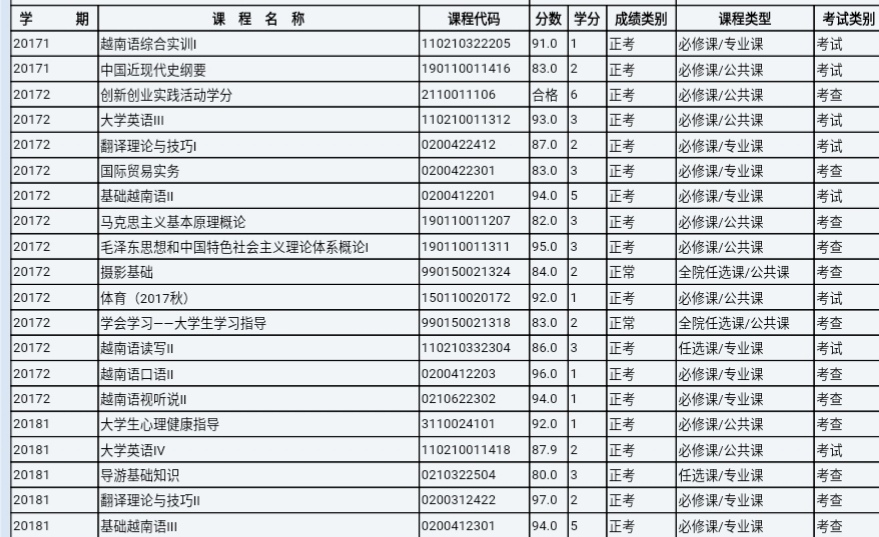 学 期 课 程 名 称 课程代码 分数 学分 成绩类别 课程类型 考试类别
20171 越南语综合实训I 110210322205 91.0 1 正考 必修课/专业课 考试
20171 中国近现代史纲要 190110011416 83.0 2 正考 必修课/公共课 考试
20172 创新创业实践活动学分 2110011106 合格 6 正考 必修课/公共课 考查
20172 大学英语III 110210011312 93.0 3 正考 必修课/公共课 考试
20172 翻译理论与技巧I 0200422412 87.0 2 正考 必修课/专业课 考试
20172 国际贸易实务 0200422301 83.0 3 正考 必修课/专业课 考查
20172 基础越南语II 0200412201 94.0 5 正考 必修课/专业课 考试
20172 马克思主义基本原理概论 190110011207 82.0 3 正考 必修课/公共课 考查
20172 毛泽东思想和中国特色社会主义理论体系概论I 190110011311 95.0 3 正考 必修课/公共课 考查
20172 摄影基础 990150021324 84.0 2 正常 全院任选课/公共课 考查
20172 体育（2017秋） 150110020172 92.0 1 正考 必修课/公共课 考试
20172 学会学习——大学生学习指导 990150021318 83.0 2 正常 全院任选课/公共课 考查
20172 越南语读写II 110210332304 86.0 3 正考 任选课/专业课 考试
20172 越南语口语II 0200412203 96.0 1 正考 必修课/专业课 考查
20172 越南语视听说II 0210622302 94.0 1 正考 必修课/专业课 考查
20181 大学生心理健康指导 3110024101 92.0 1 正考 必修课/公共课 考查
20181 大学英语IV 110210011418 87.9 2 正考 必修课/公共课 考试
20181 导游基础知识 0210322504 80.0 3 正考 任选课/专业课 考查
20181 翻译理论与技巧II 0200312422 97.0 2 正考 必修课/专业课 考查
20181 基础越南语III 0200412301 94.0 5 正考 必修课/专业课 考查